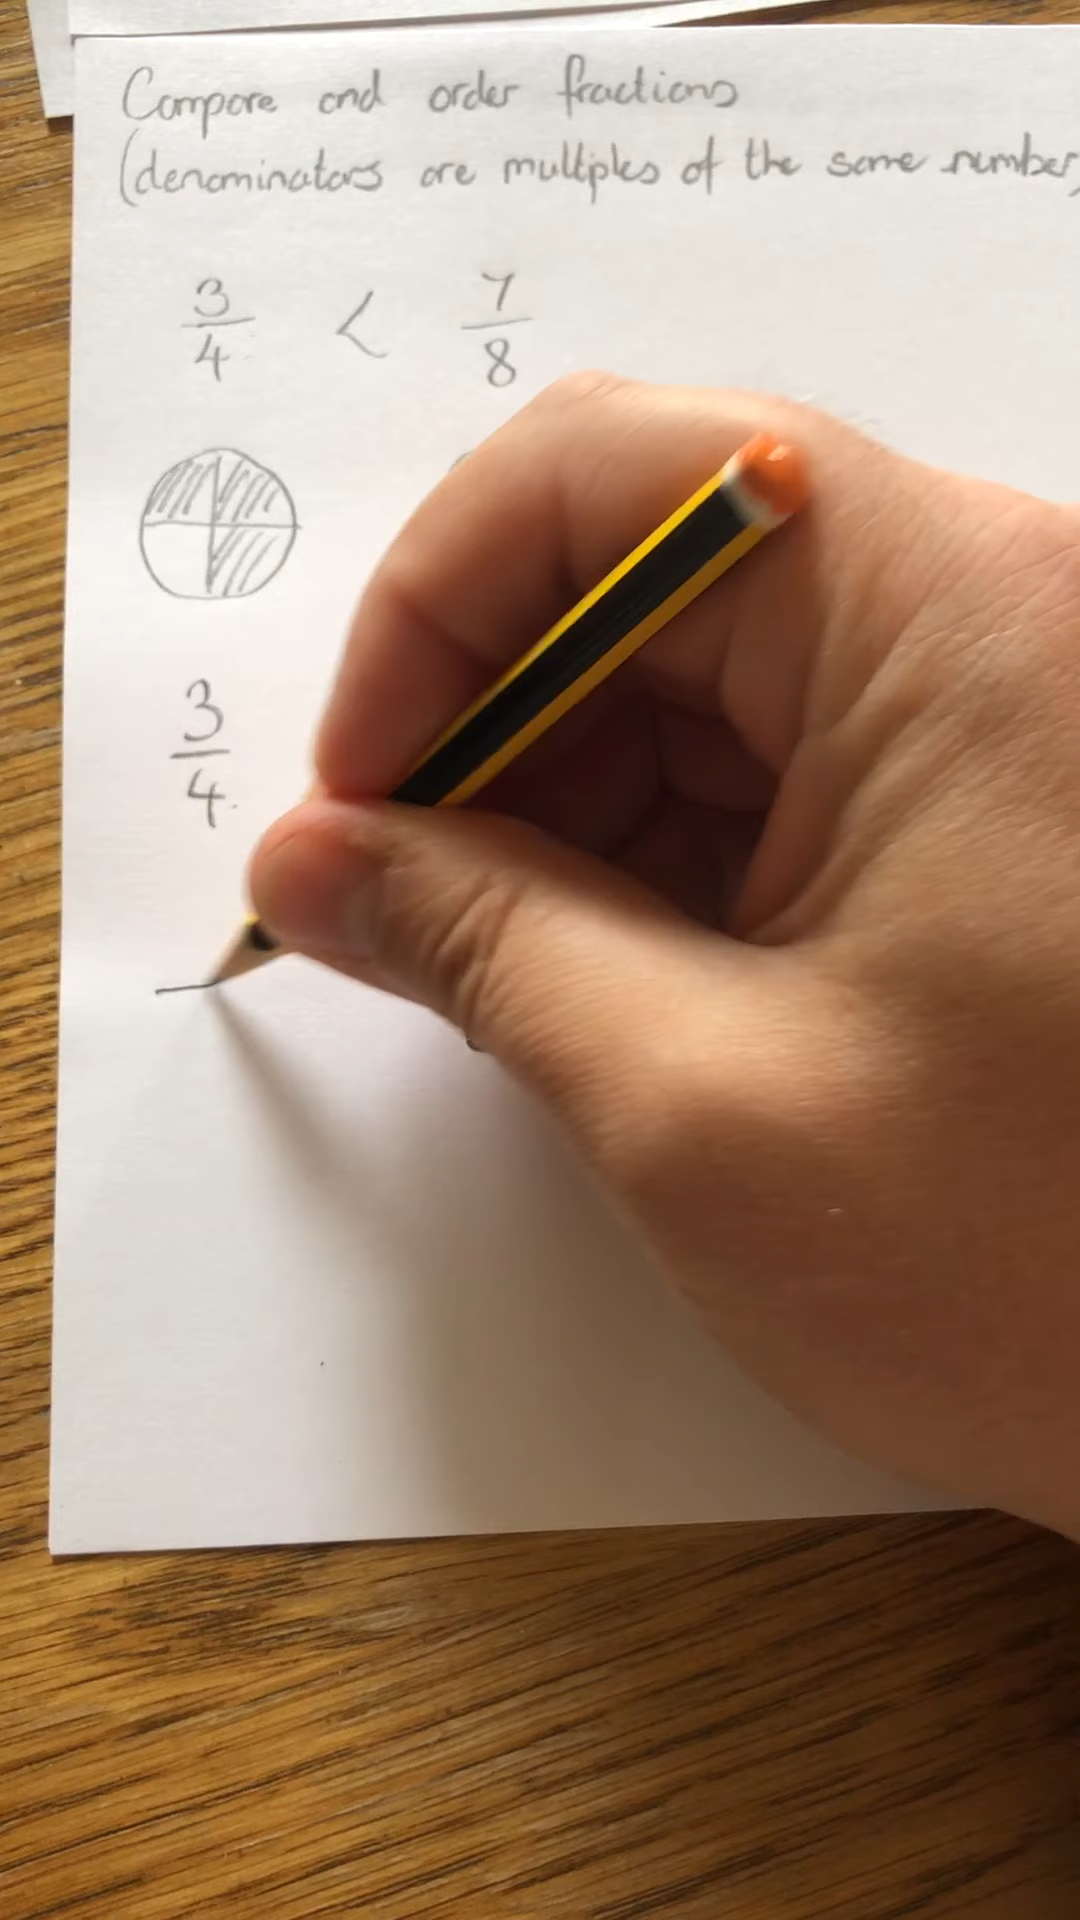 Compare and order fractions
(denominators are multiples of the same number)
3/4 < 7/8
3/4